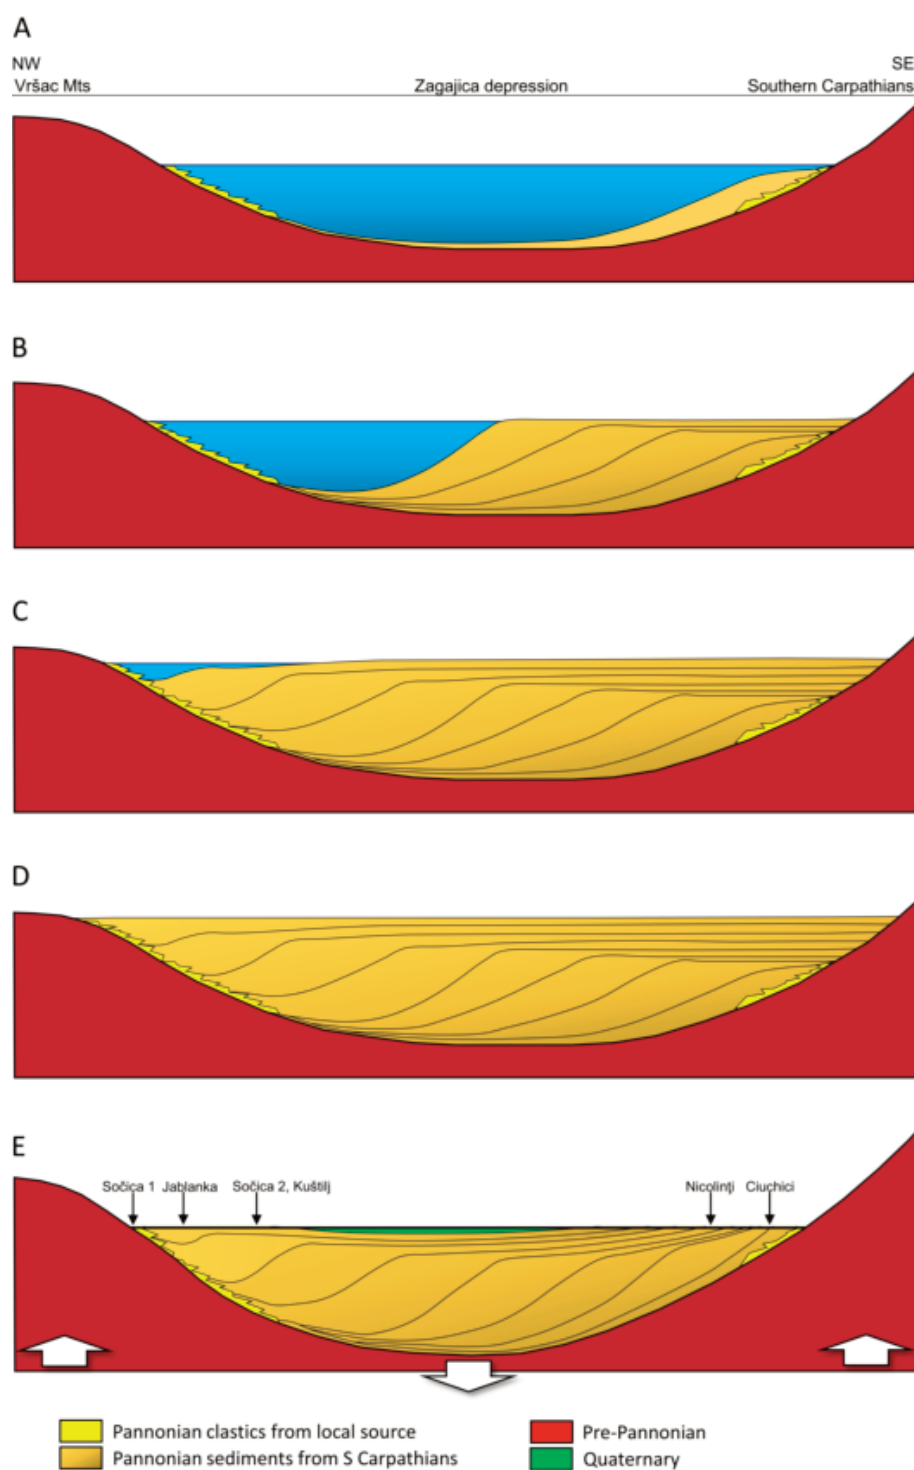 A
NW SE
Vršac Mts Zagajica depression Southern Carpathians
B
C
D
E
Sočica 1 Jablanka Sočica 2, Kuštilj Nicolinţi Ciuchici
Pannonian clastics from local source Pre-Pannonian
Pannonian sediments from S Carpathians Quaternary